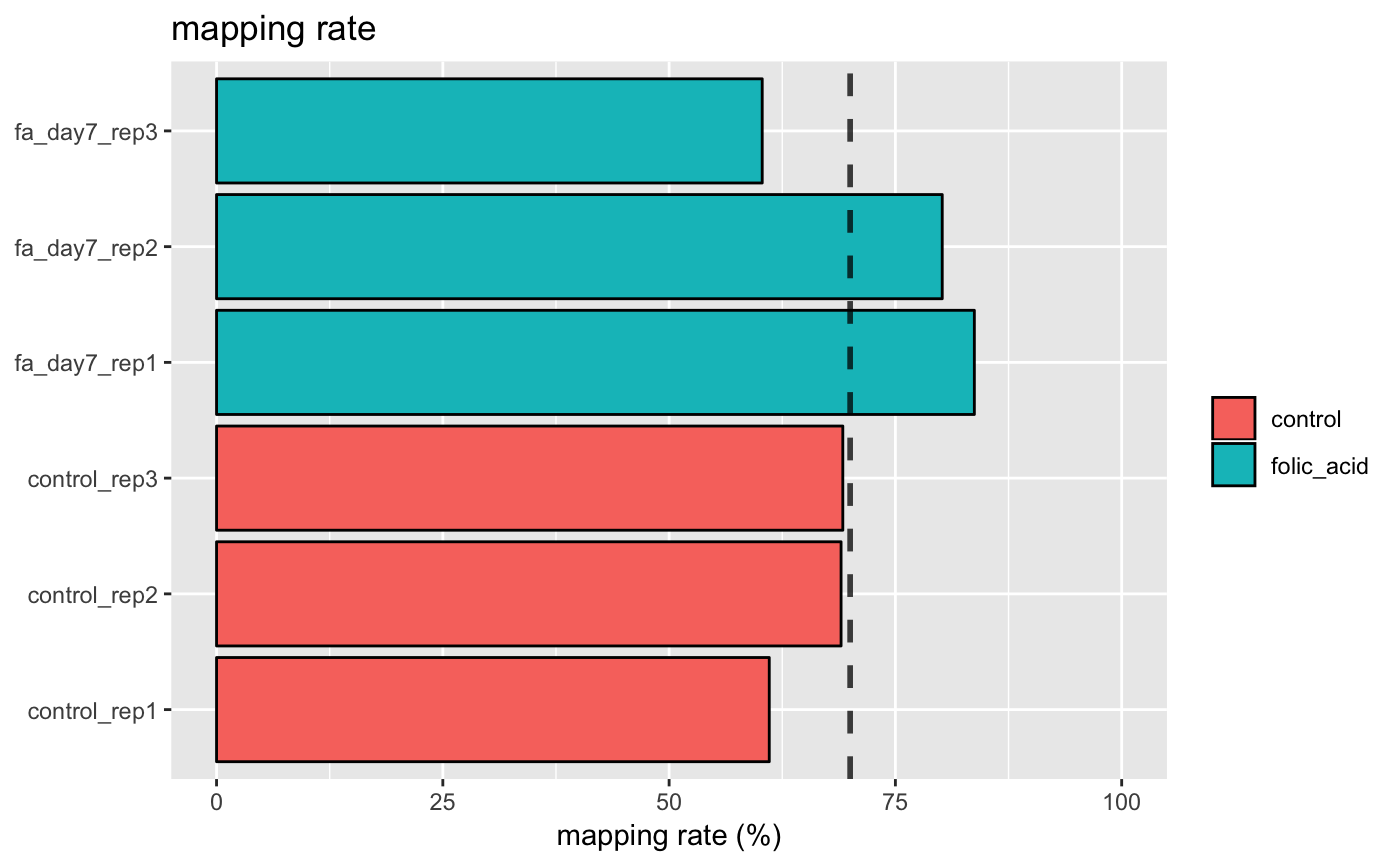 mapping rate
fa_day7_rep3
fa_day7_rep2
fa_day7_rep1
control_rep3
control_rep2
control_rep1
0 25 50 75 100
mapping rate (%)
control
folic_acid